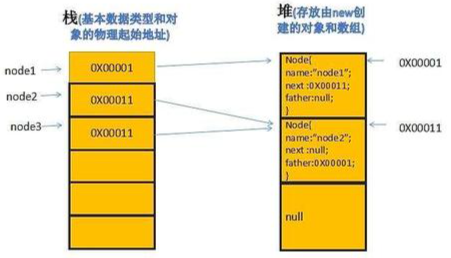 栈(基本数据类型和对
象的物理起始地址)
堆(存放由new创
建的对象和数组)
node1
0X00001
node2
0X00011
node3
0X00011
Node{
name:"node1";
next :0X00011;
father:null;
}
0X00001
Node{
name:"node2";
next :null;
father:0X00001;
}
0X00011
null